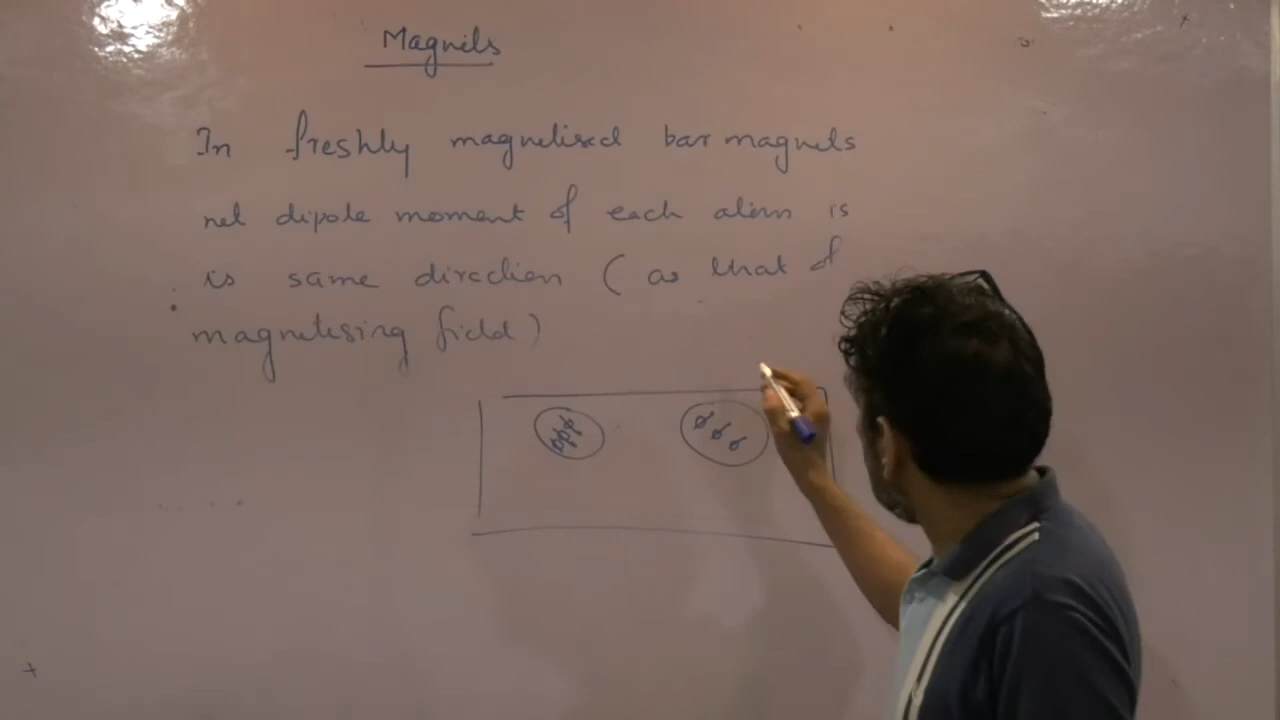 Magnets
In freshly magnetised bar magnets
net dipole moment of each atom is
is same direction (as that of
magnetising field)